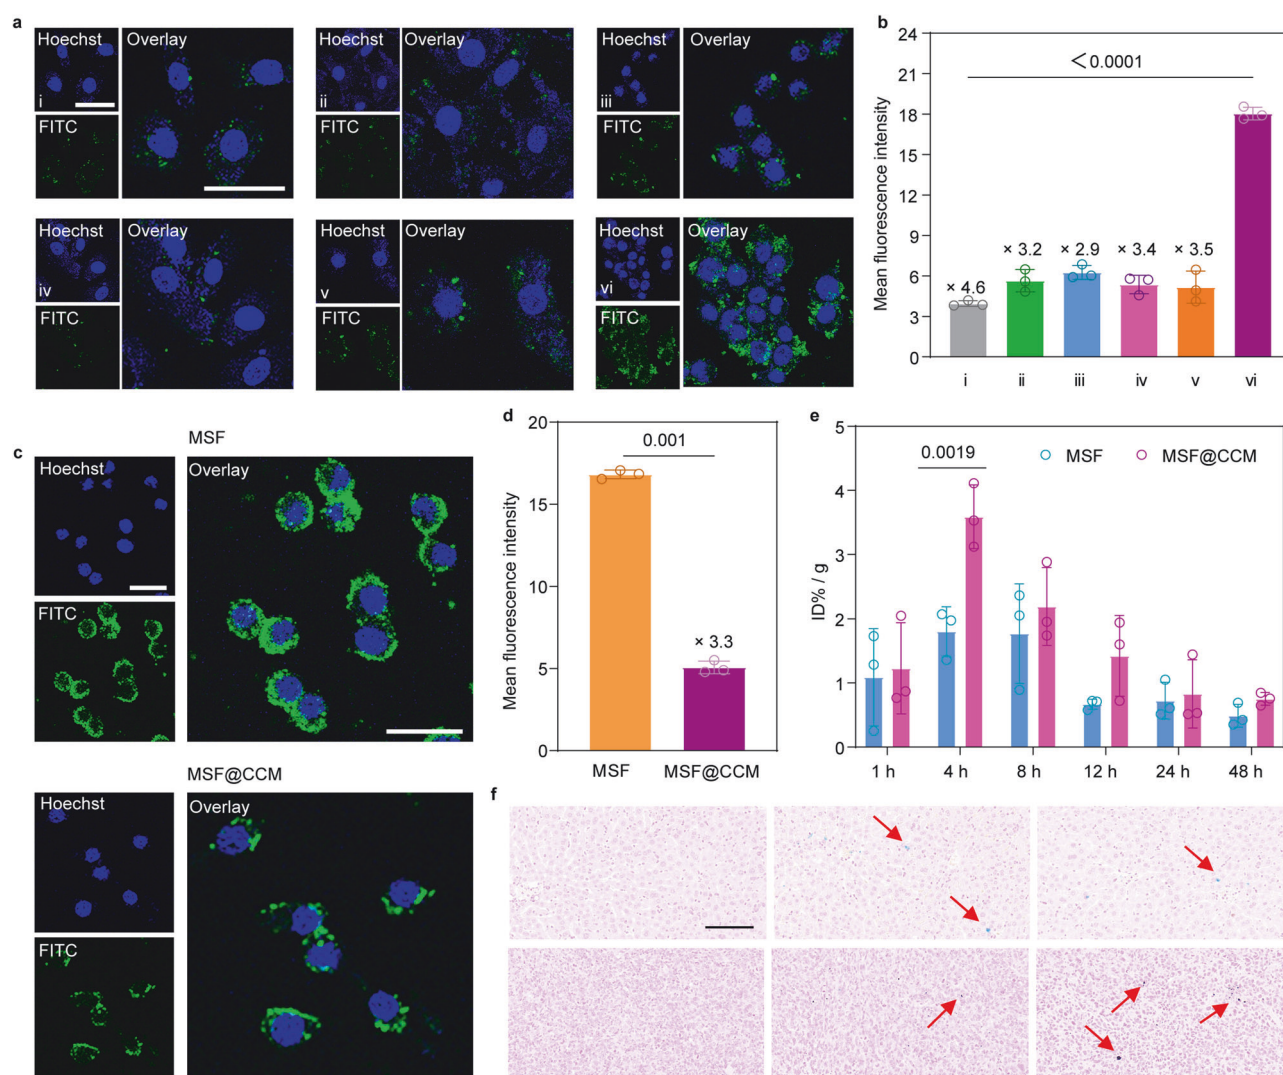 a
Hoechst
Overlay
i
FITC
Hoechst
Overlay
ii
FITC
Hoechst
Overlay
iii
FITC
Hoechst
Overlay
iv
FITC
Hoechst
Overlay
v
FITC
Hoechst
Overlay
vi
FITC
b
Mean fluorescence intensity
24
21
18
15
12
9
6
3
0
<0.0001
× 4.6
× 3.2
× 2.9
× 3.4
× 3.5
i ii iii iv v vi
c
MSF
Hoechst
Overlay
FITC
MSF@CCM
Hoechst
Overlay
FITC
d
Mean fluorescence intensity
20
15
10
5
0
0.001
× 3.3
MSF MSF@CCM
e
ID% / g
5
4
3
2
1
0
0.0019
MSF MSF@CCM
1 h 4 h 8 h 12 h 24 h 48 h
f